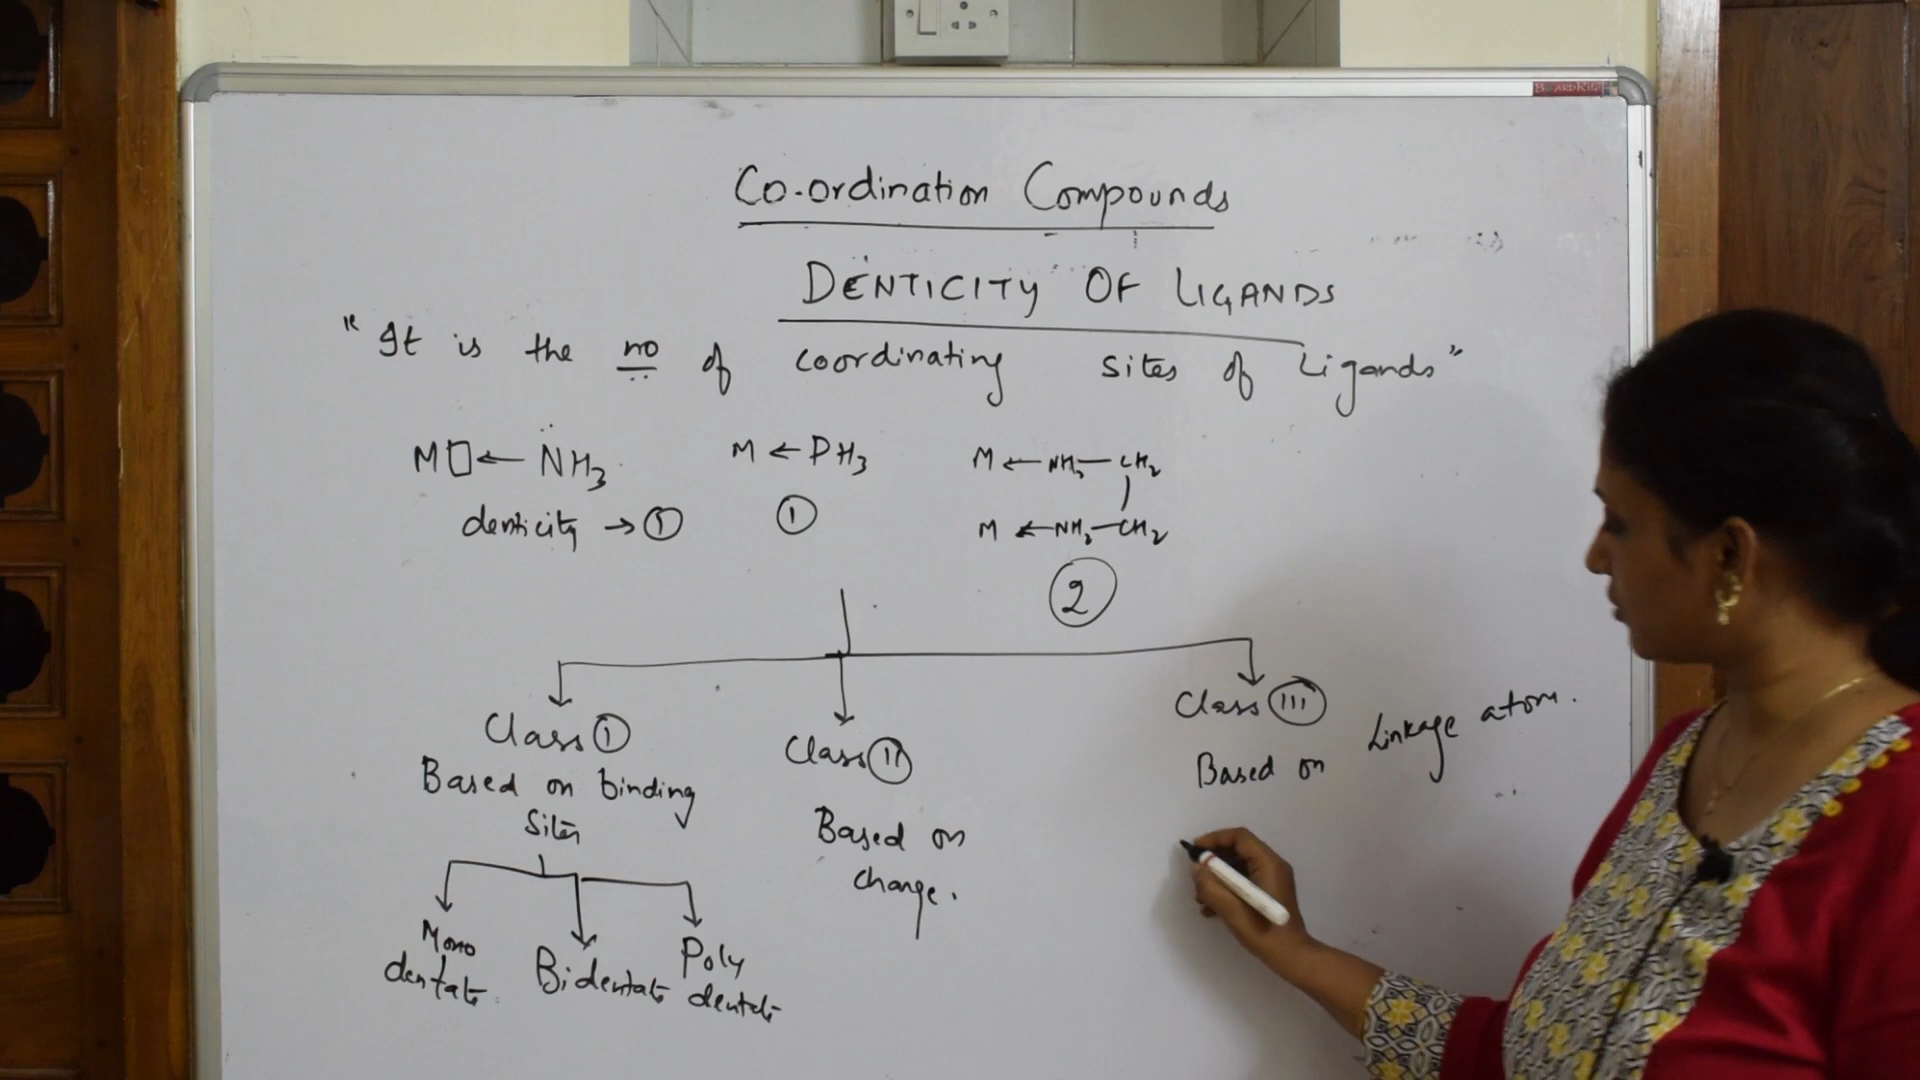 Co-ordination Compounds
DENTICITY OF LIGANDS
"It is the no of coordinating sites of Ligands"
M□ ← NH3
denticity → ①
M ← PH3
①
M ← NH2 — CH2
M ← NH2 — CH2
②
Class Ⓘ
Based on binding
Sites
Mono
dentate
Bidentate
Poly
dentate
Class Ⅱ
Based on
charge.
Class Ⅲ
Based on Linkage atom.